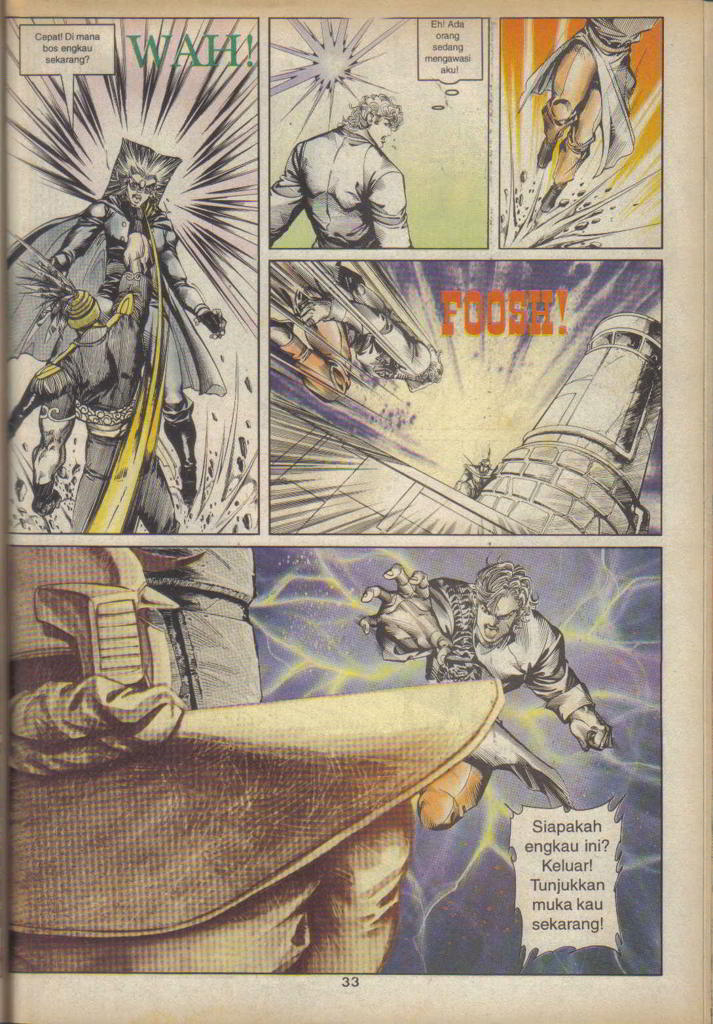 Cepat! Di mana
bos engkau
sekarang?
WAH!
Eh! Ada
orang
sedang
mengawasi
aku!
FOOSH!
Siapakah
engkau ini?
Keluar!
Tunjukkan
muka kau
sekarang!
33